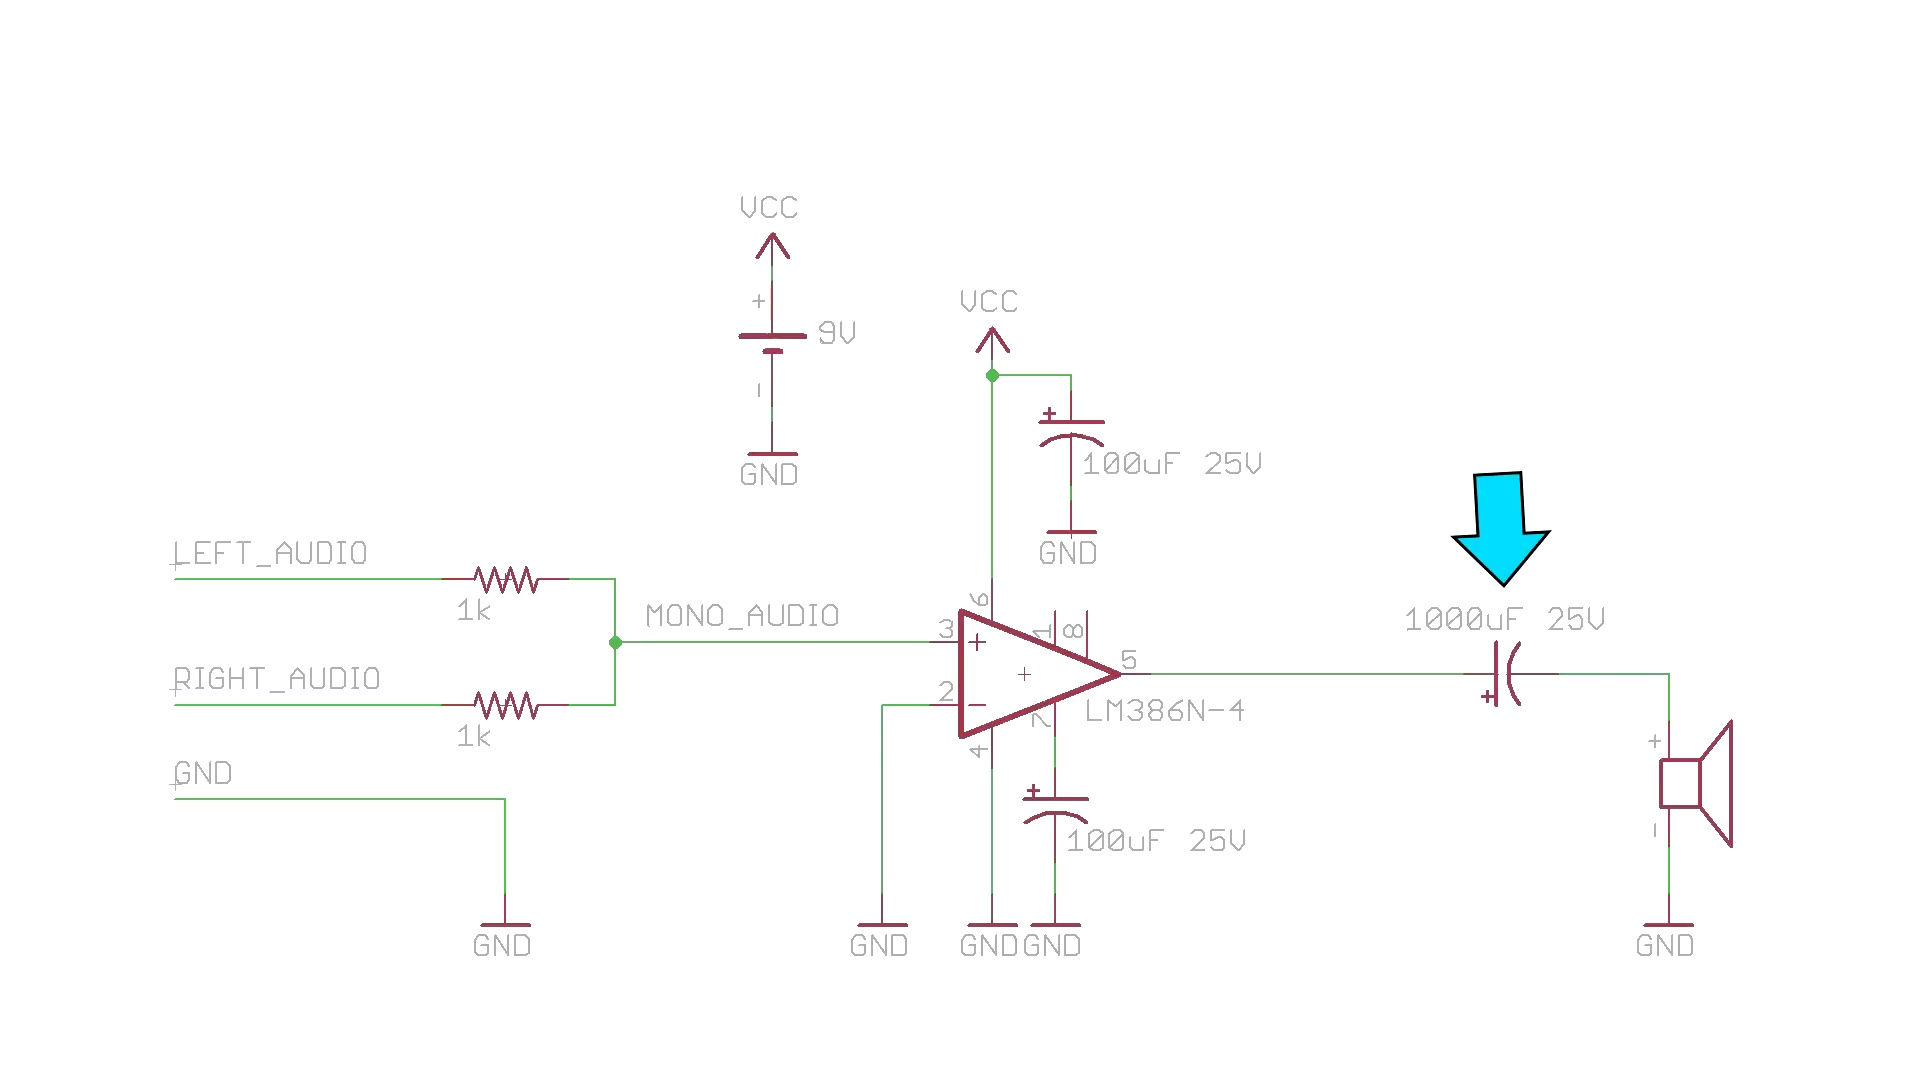 VCC
+
9V
-
GND
VCC
+
100uF 25V
GND
LEFT_AUDIO
1k
MONO_AUDIO
RIGHT_AUDIO
1k
GND
GND
3
+
2
-
6
1
8
5
LM386N-4
4
7
GND
GND
+
100uF 25V
GND
1000uF 25V
+
+
-
GND